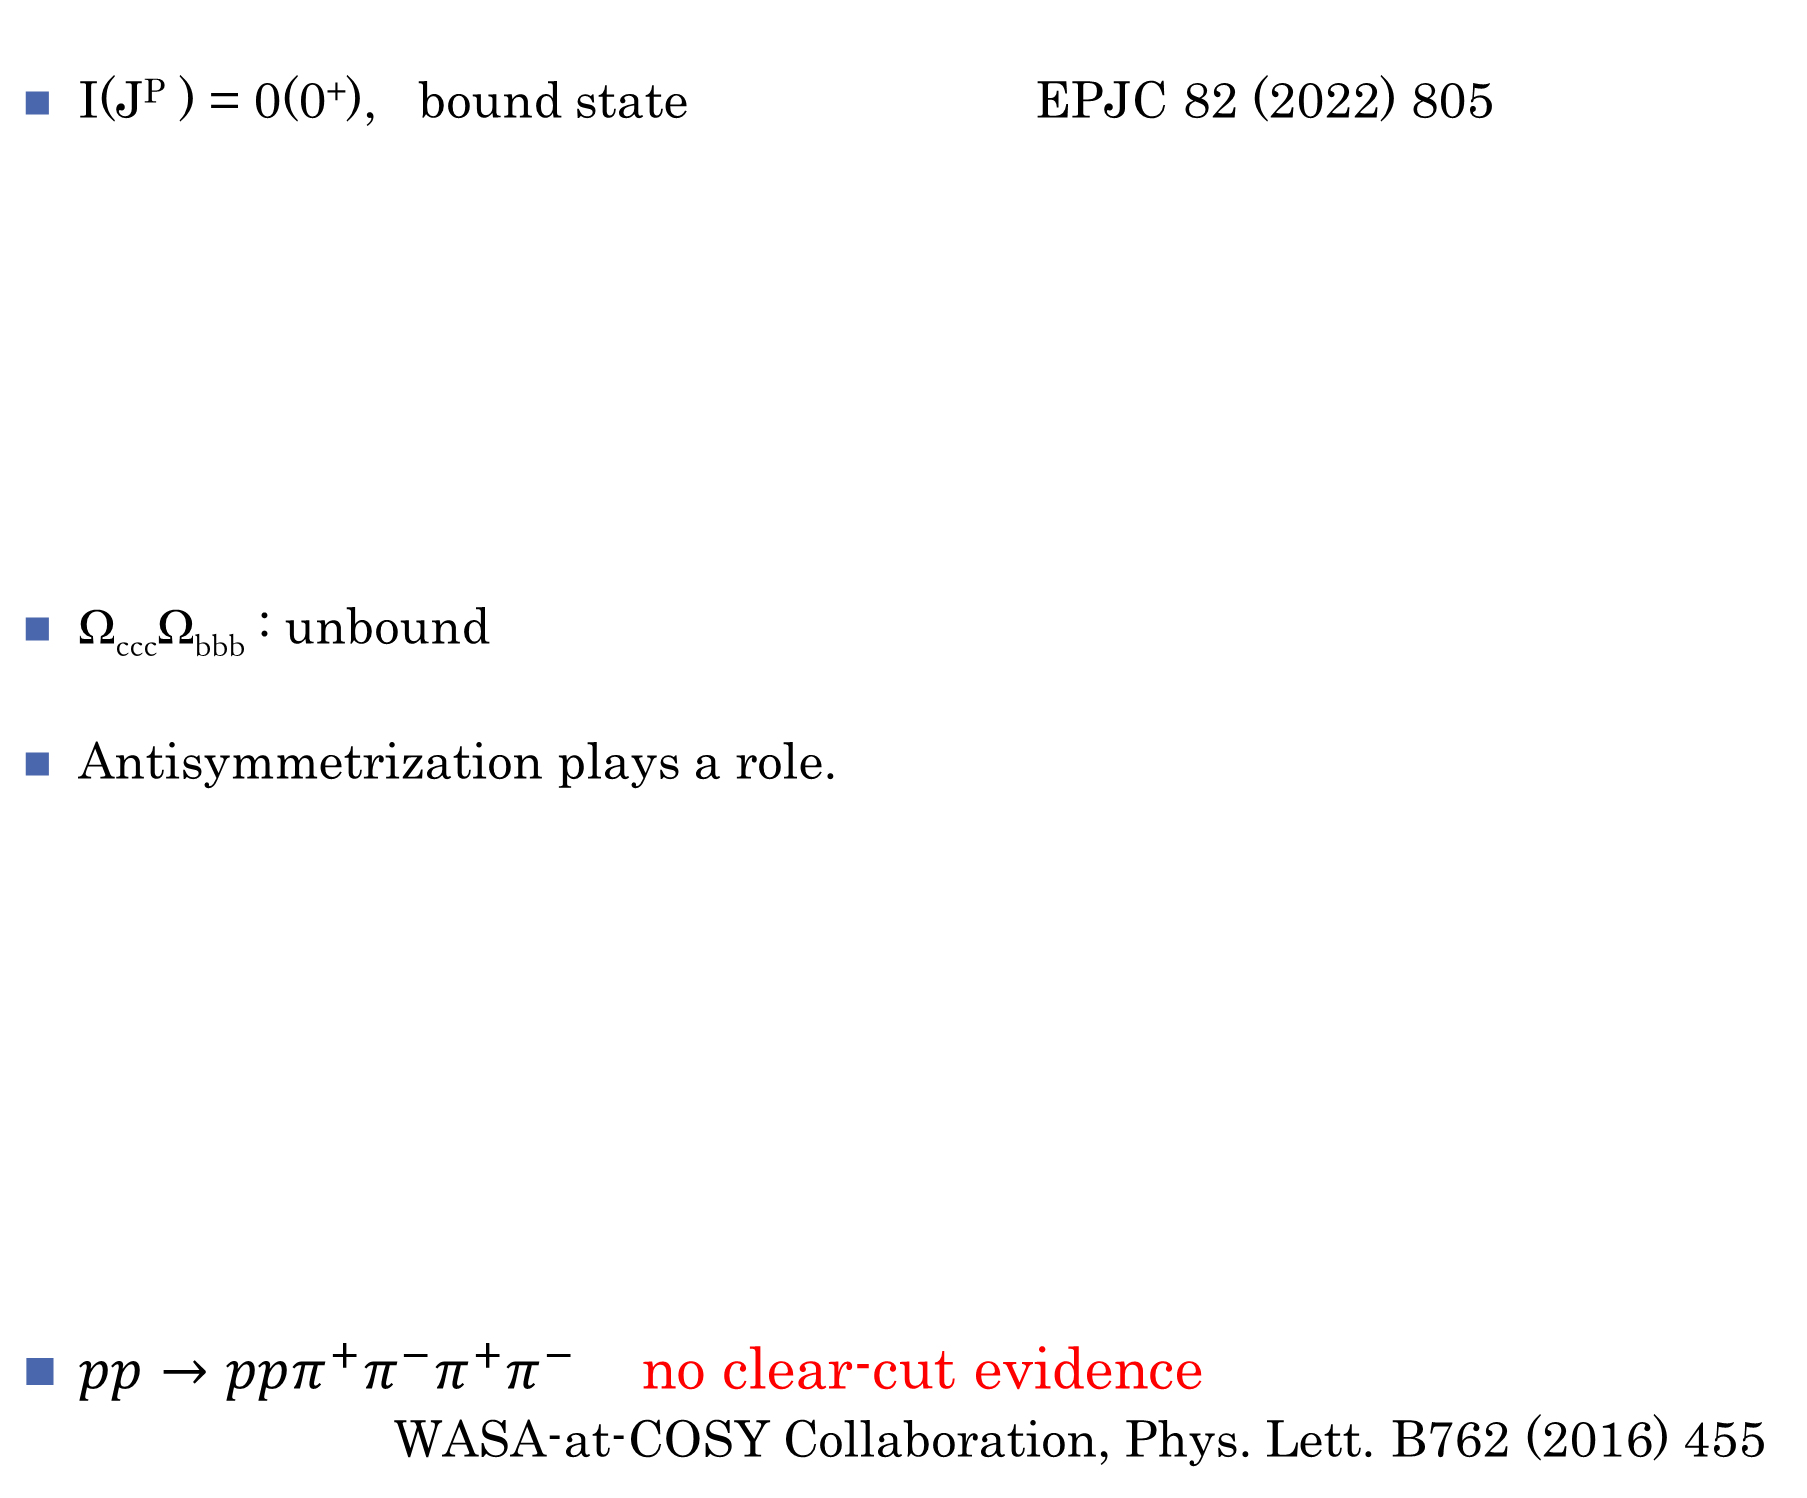 ■ I(Jᴾ ) = 0(0⁺),   bound state   EPJC 82 (2022) 805
■ Ω_cccΩ_bbb : unbound
■ Antisymmetrization plays a role.
■ pp → ppπ⁺π⁻π⁺π⁻   no clear-cut evidence
WASA-at-COSY Collaboration, Phys. Lett. B762 (2016) 455